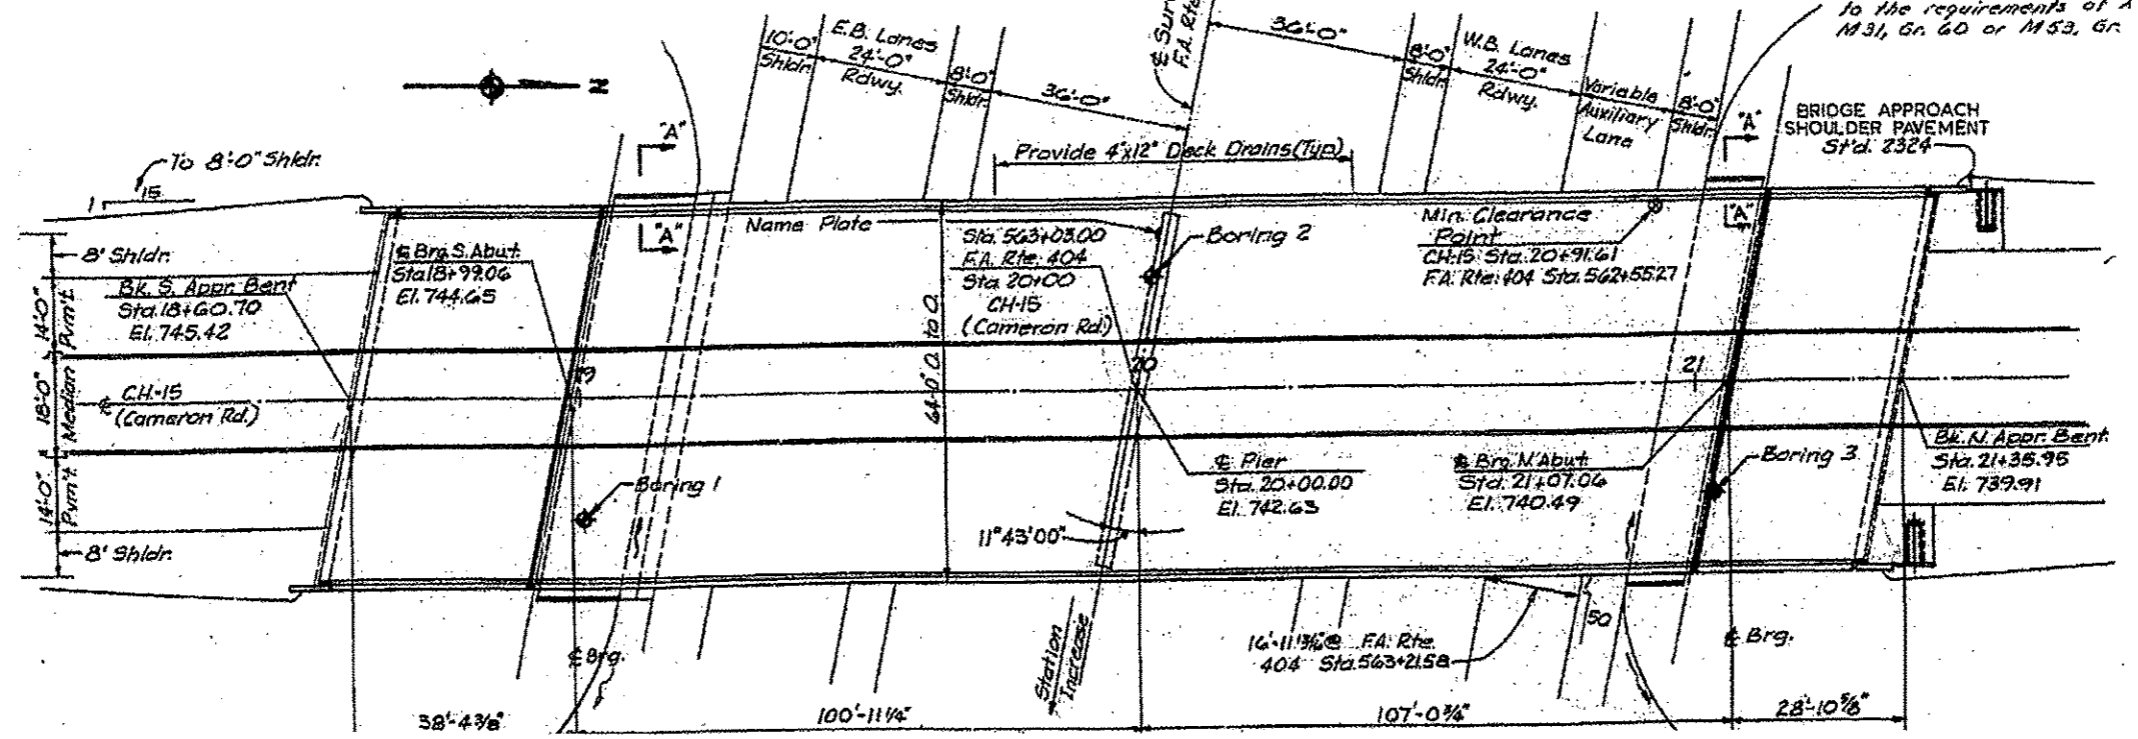 to the requirements of
M31, Gr. 60 or M53, Gr.
10'-0"
Shldr.
E.B. Lanes
24'-0"
Rdwy.
8'-0"
Shldr.
36'-0"
℄ Sur
F.A. Rte
36'-0"
8'-0"
Shldr.
W.B. Lanes
24'-0"
Rdwy.
Variable
Auxiliary
Lane
8'-0"
Shldr.
N
"A"
"A"
BRIDGE APPROACH
SHOULDER PAVEMENT
St'd. 2324
To 8'-0" Shldr.
1
15
Provide 4"x12" Deck Drains (Typ)
"A"
"A"
Name Plate
8' Shldr.
℄ Brg. S. Abut.
Sta. 18+99.06
El. 744.65
Bk. S. Appr. Bent
Sta. 18+60.70
El. 745.42
Sta. 563+03.00
F.A. Rte. 404
Sta. 20+00
CH-15
(Cameron Rd.)
Boring 2
Min. Clearance
Point
CH-15 Sta. 20+91.61
F.A. Rte. 404 Sta. 562+55.27
14'-0"
Pvm't.
18'-0"
Median
14'-0"
Pvm't.
℄ C.H.-15
(Cameron Rd.)
19
20
21
64'-0" O. to O.
8' Shldr.
Boring 1
11°43'00"
℄ Pier
Sta. 20+00.00
El. 742.63
℄ Brg. N. Abut.
Sta. 21+07.06
El. 740.49
Boring 3
Bk. N. Appr. Bent
Sta. 21+35.95
El. 739.91
℄ Brg.
Station
Increase
16'-11 3/16" @ F.A. Rte.
404 Sta. 563+21.58
50
℄ Brg.
38'-4 3/8"
100'-11 1/4"
107'-0 3/4"
28'-10 5/8"